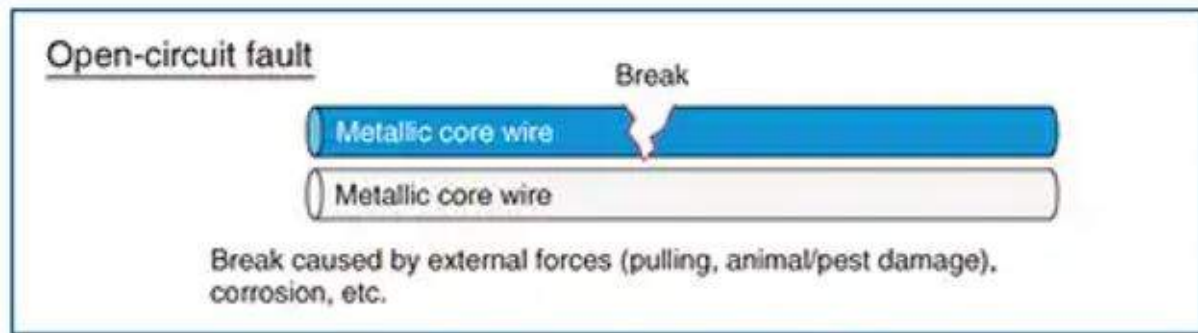 Open-circuit fault
Break
Metallic core wire
Metallic core wire
Break caused by external forces (pulling, animal/pest damage),
corrosion, etc.